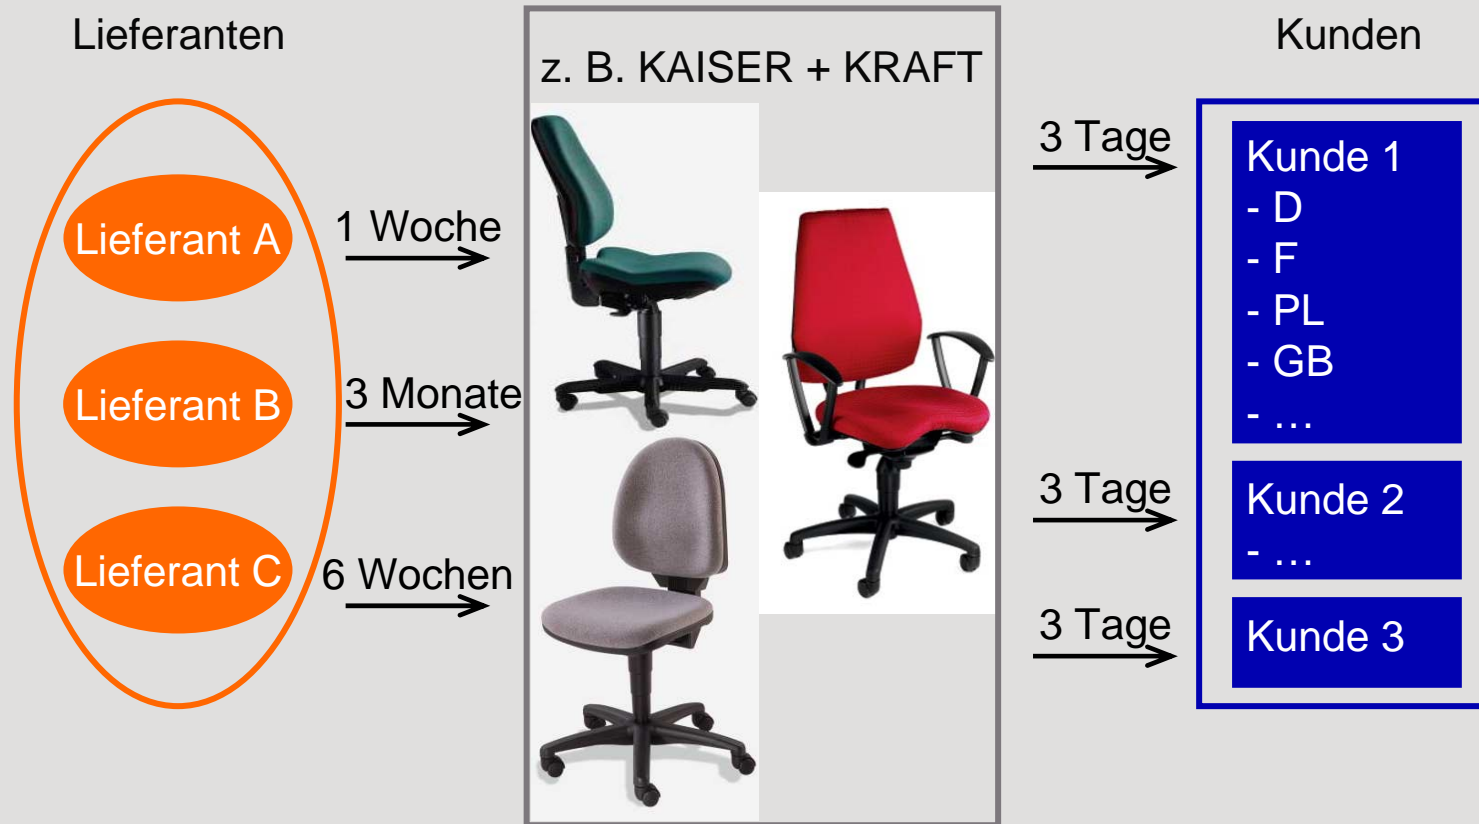 Lieferanten
z. B. KAISER + KRAFT
Kunden
Lieferant A
1 Woche
Lieferant B
3 Monate
Lieferant C
6 Wochen
3 Tage
Kunde 1
- D
- F
- PL
- GB
- …
3 Tage
Kunde 2
- …
3 Tage
Kunde 3